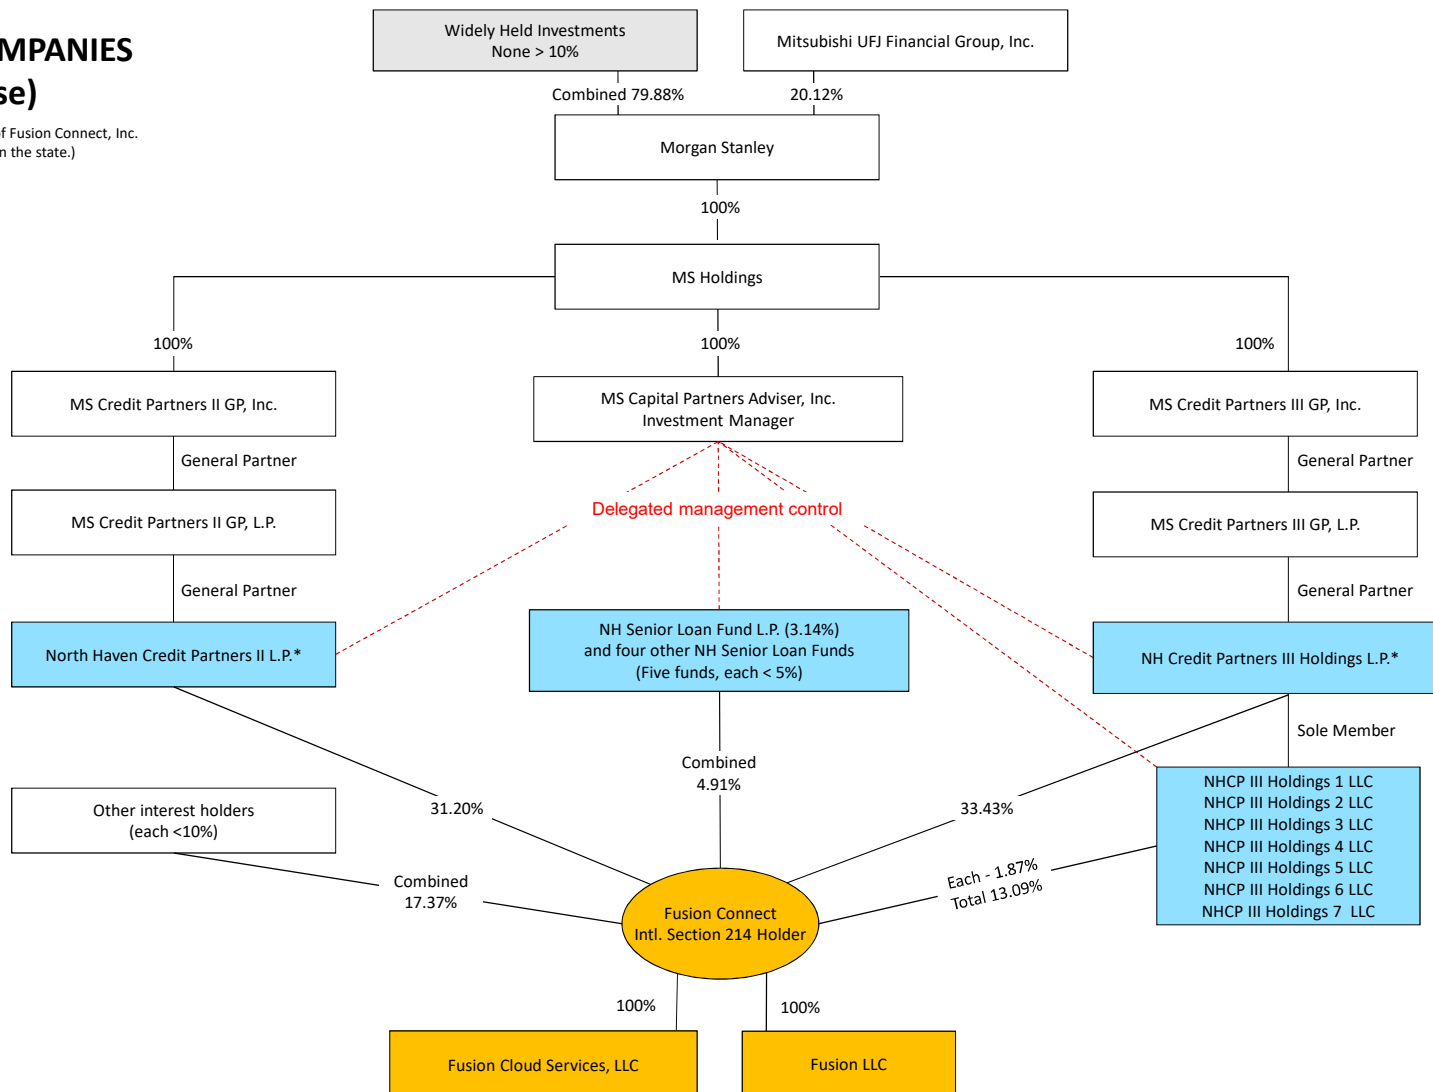 MPANIES
se)
f Fusion Connect, Inc.
n the state.)
Widely Held Investments
None > 10%
Mitsubishi UFJ Financial Group, Inc.
Combined 79.88%
20.12%
Morgan Stanley
100%
MS Holdings
100%
100%
100%
MS Credit Partners II GP, Inc.
MS Capital Partners Adviser, Inc.
Investment Manager
MS Credit Partners III GP, Inc.
General Partner
General Partner
Delegated management control
MS Credit Partners II GP, L.P.
MS Credit Partners III GP, L.P.
General Partner
General Partner
North Haven Credit Partners II L.P.*
NH Senior Loan Fund L.P. (3.14%)
and four other NH Senior Loan Funds
(Five funds, each < 5%)
NH Credit Partners III Holdings L.P.*
Sole Member
Combined
4.91%
Other interest holders
(each <10%)
31.20%
33.43%
NHCP III Holdings 1 LLC
NHCP III Holdings 2 LLC
NHCP III Holdings 3 LLC
NHCP III Holdings 4 LLC
NHCP III Holdings 5 LLC
NHCP III Holdings 6 LLC
NHCP III Holdings 7 LLC
Combined
17.37%
Each - 1.87%
Total 13.09%
Fusion Connect
Intl. Section 214 Holder
100%
100%
Fusion Cloud Services, LLC
Fusion LLC